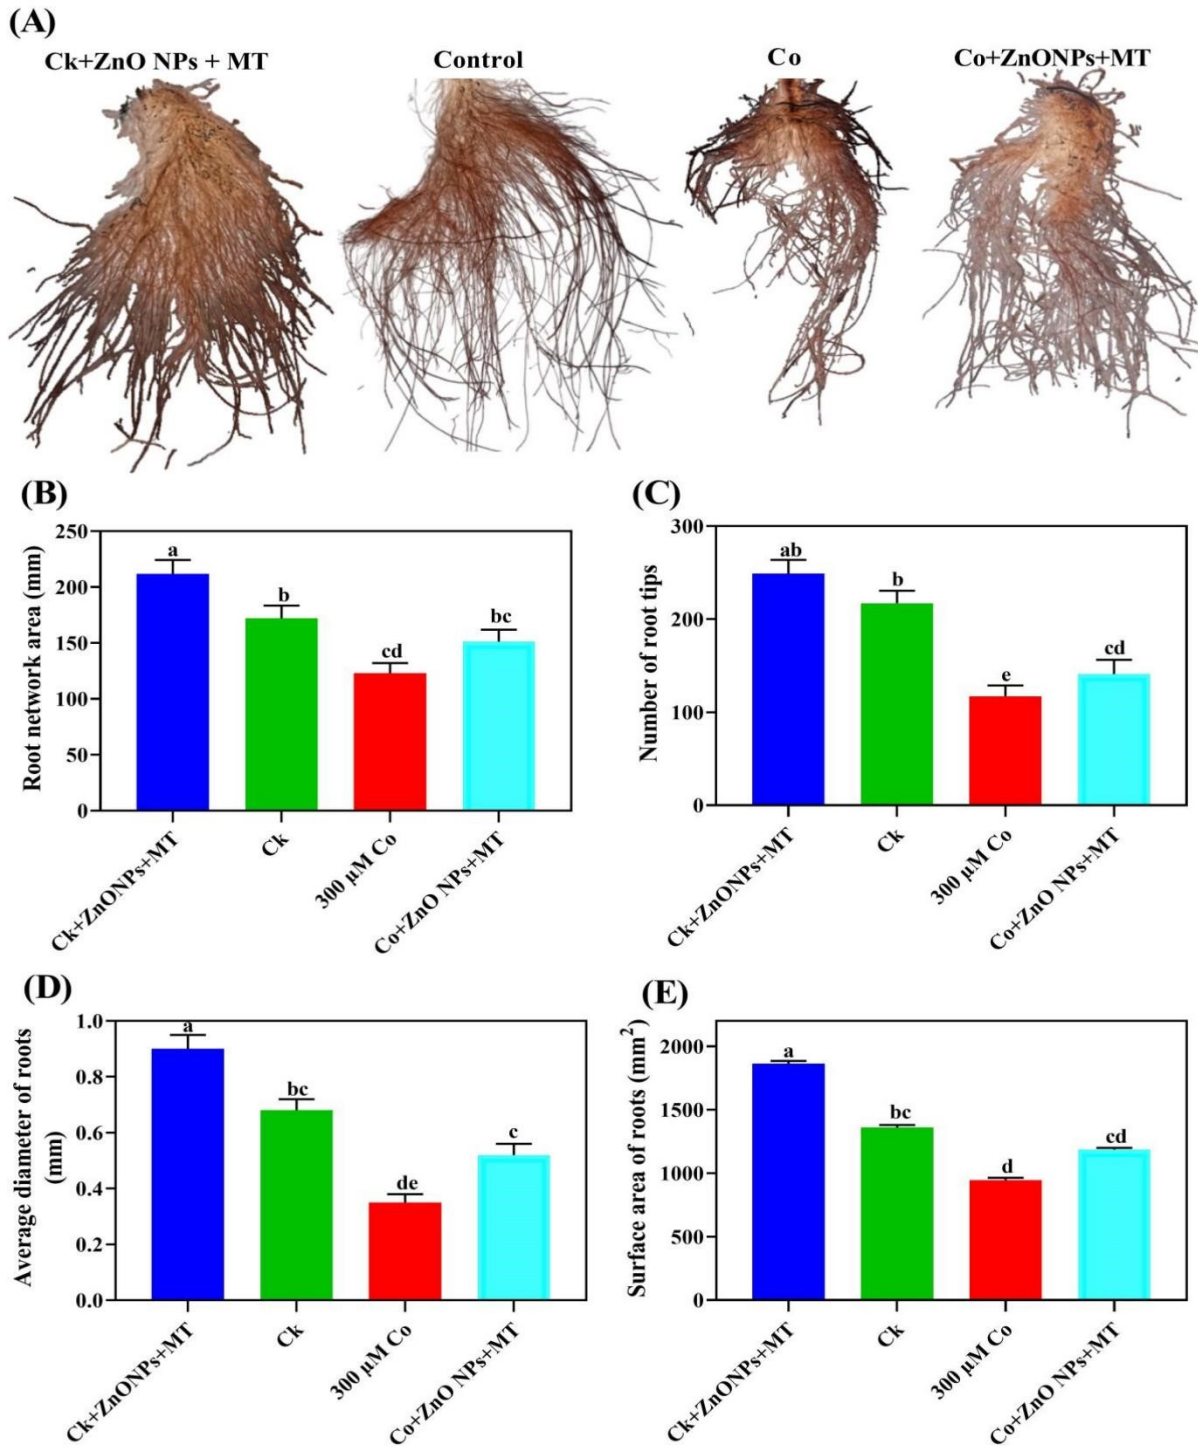 (A)
Ck+ZnO NPs + MT
Control
Co
Co+ZnONPs+MT
(B)
Root network area (mm)
250
200
150
100
50
0
a
b
cd
bc
Ck+ZnONPs+MT
Ck
300 µM Co
Co+ZnO NPs+MT
(C)
Number of root tips
300
200
100
0
ab
b
e
cd
Ck+ZnONPs+MT
Ck
300 µM Co
Co+ZnO NPs+MT
(D)
Average diameter of roots
(mm)
1.0
0.8
0.6
0.4
0.2
0.0
a
bc
de
c
Ck+ZnONPs+MT
Ck
300 µM Co
Co+ZnO NPs+MT
(E)
Surface area of roots (mm²)
2000
1500
1000
500
0
a
bc
d
cd
Ck+ZnONPs+MT
Ck
300 µM Co
Co+ZnO NPs+MT